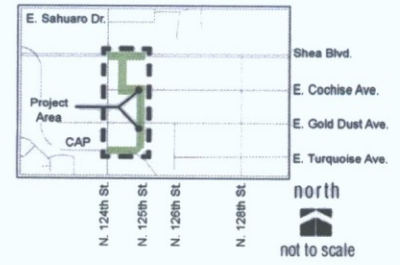 E. Sahuaro Dr.
Shea Blvd.
E. Cochise Ave.
Project
Area
E. Gold Dust Ave.
CAP
E. Turquoise Ave.
N. 124th St.
N. 125th St.
N. 126th St.
N. 128th St.
north
not to scale